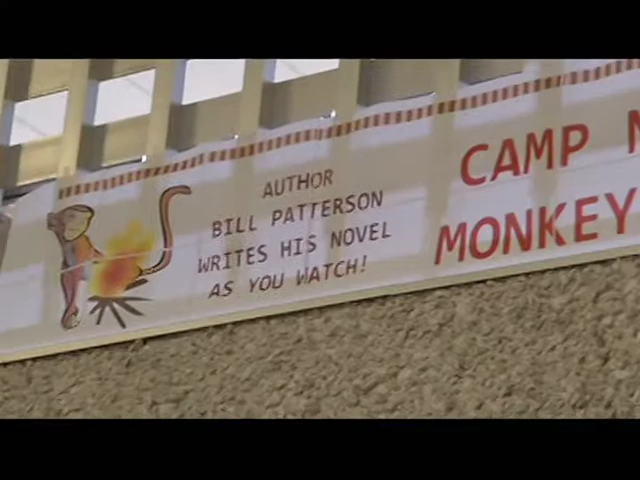 AUTHOR
BILL PATTERSON
WRITES HIS NOVEL
AS YOU WATCH!
CAMP
MONKEY